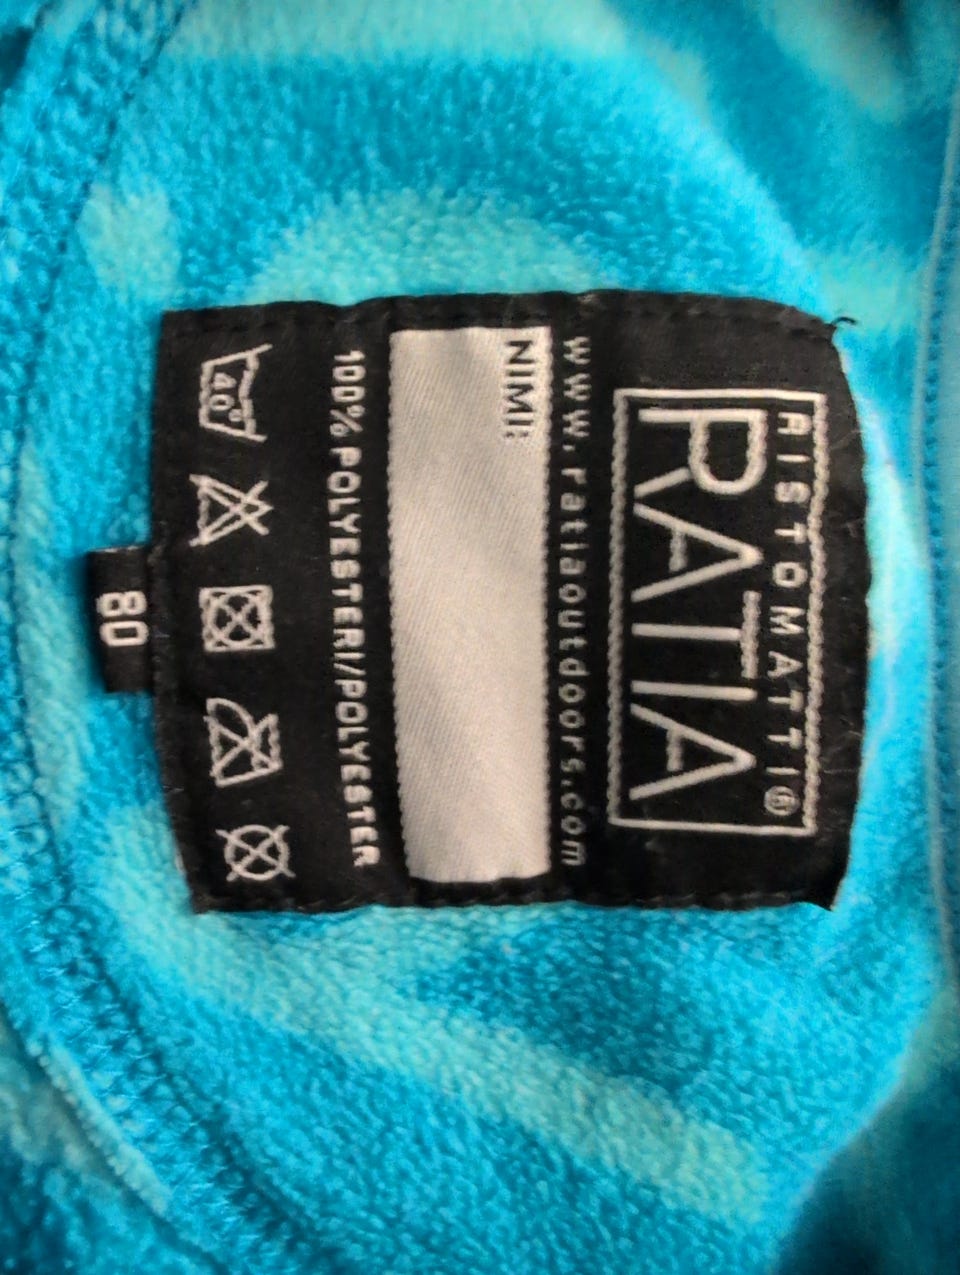 RISTOMATTI®
RATIA
www.ratiaoutdoors.com
NIMI:
100% POLYESTERI/POLYESTER
40°
80